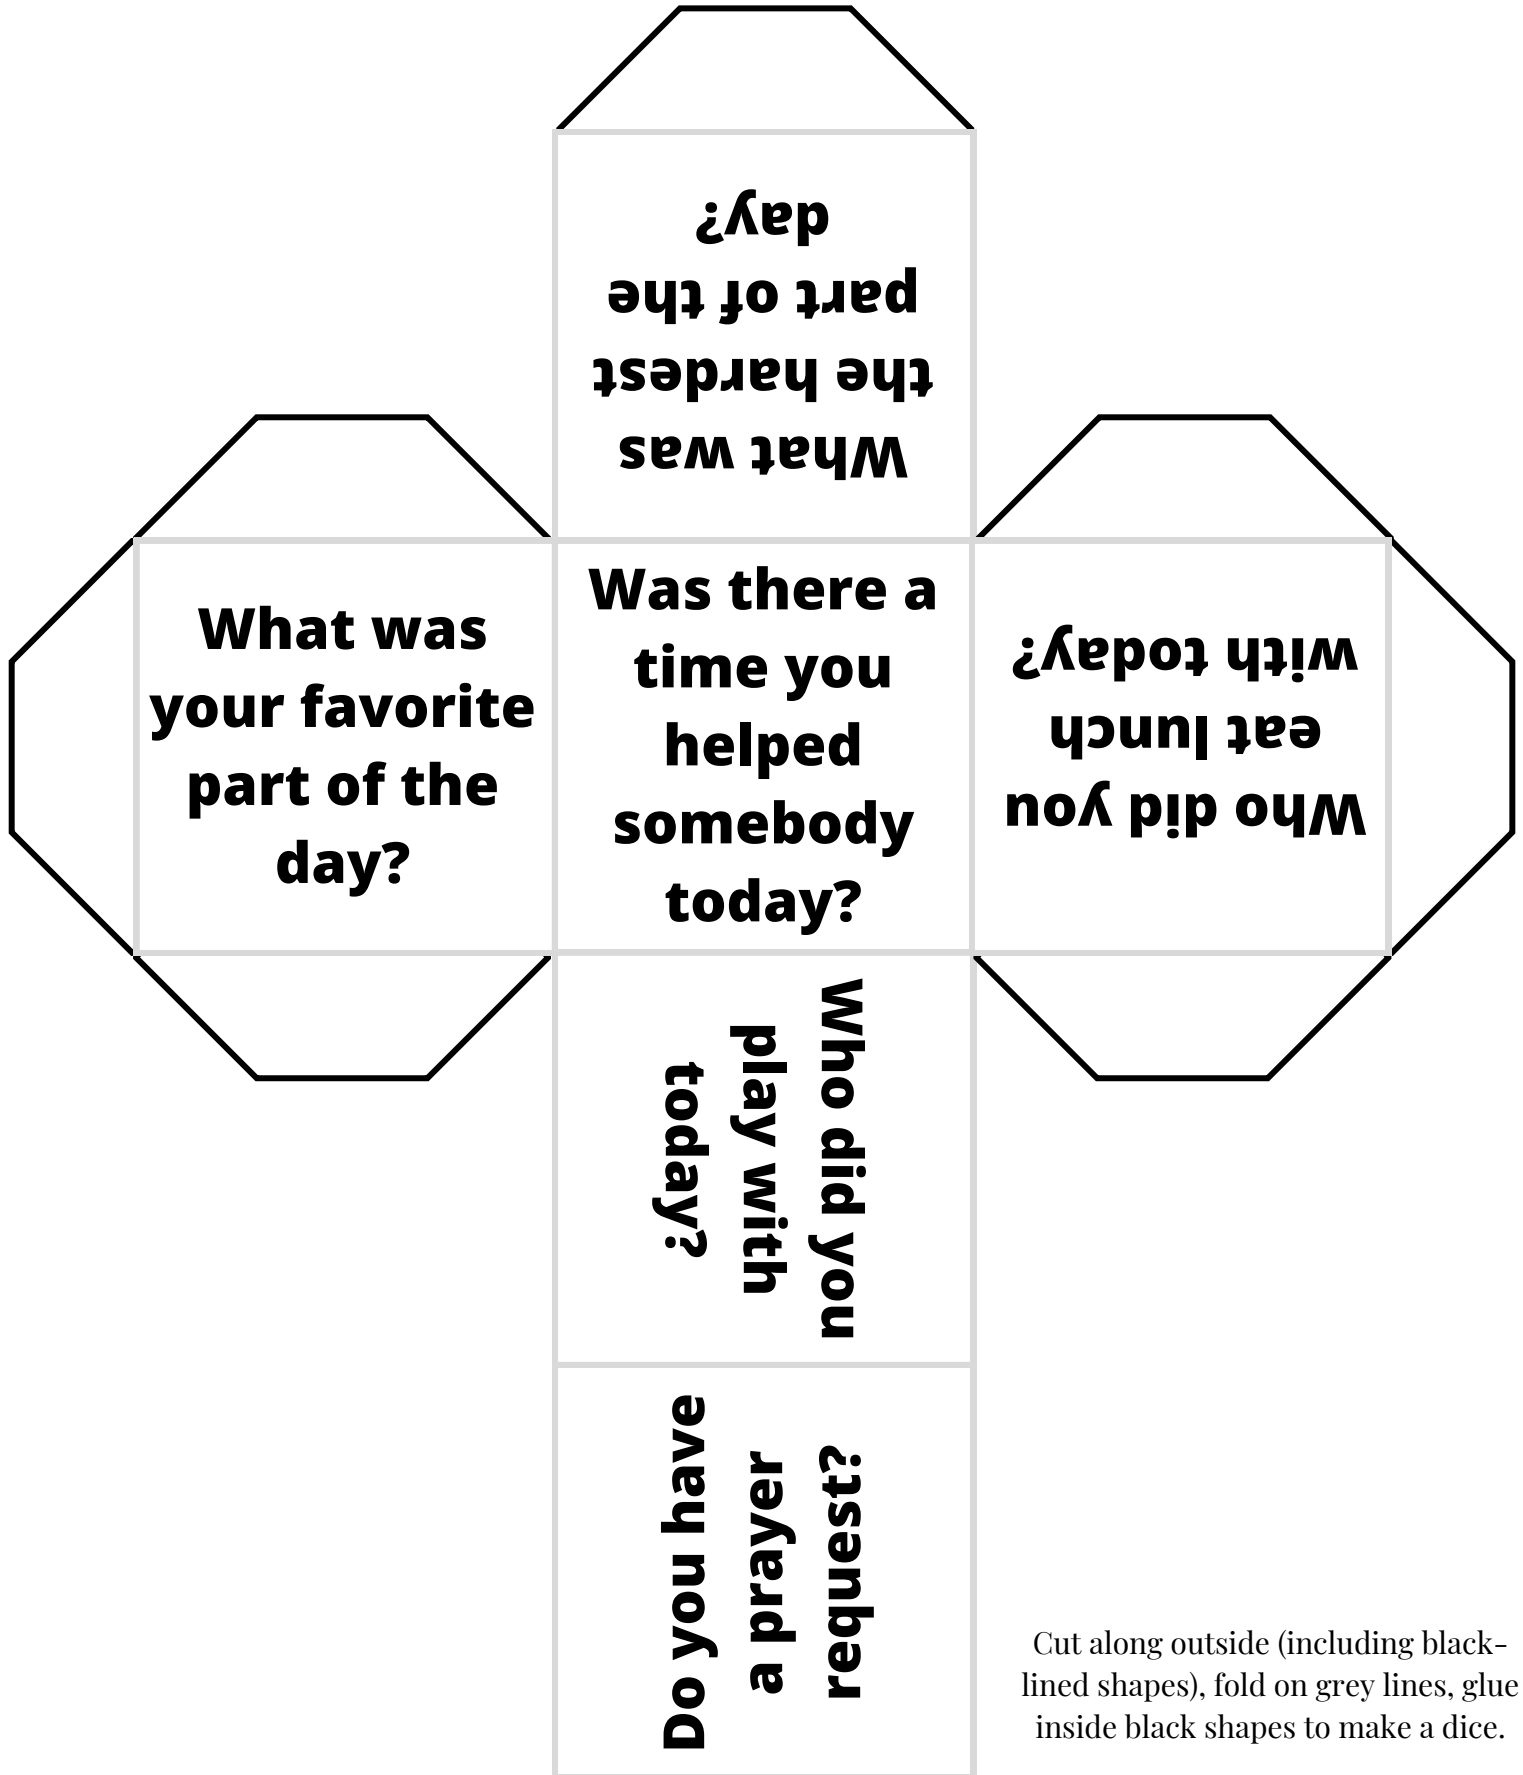 What was
the hardest
part of the
day?
What was
your favorite
part of the
day?
Was there a
time you
helped
somebody
today?
Who did you
eat lunch
with today?
Who did you
play with
today?
Do you have
a prayer
request?
Cut along outside (including black-
lined shapes), fold on grey lines, glue
inside black shapes to make a dice.